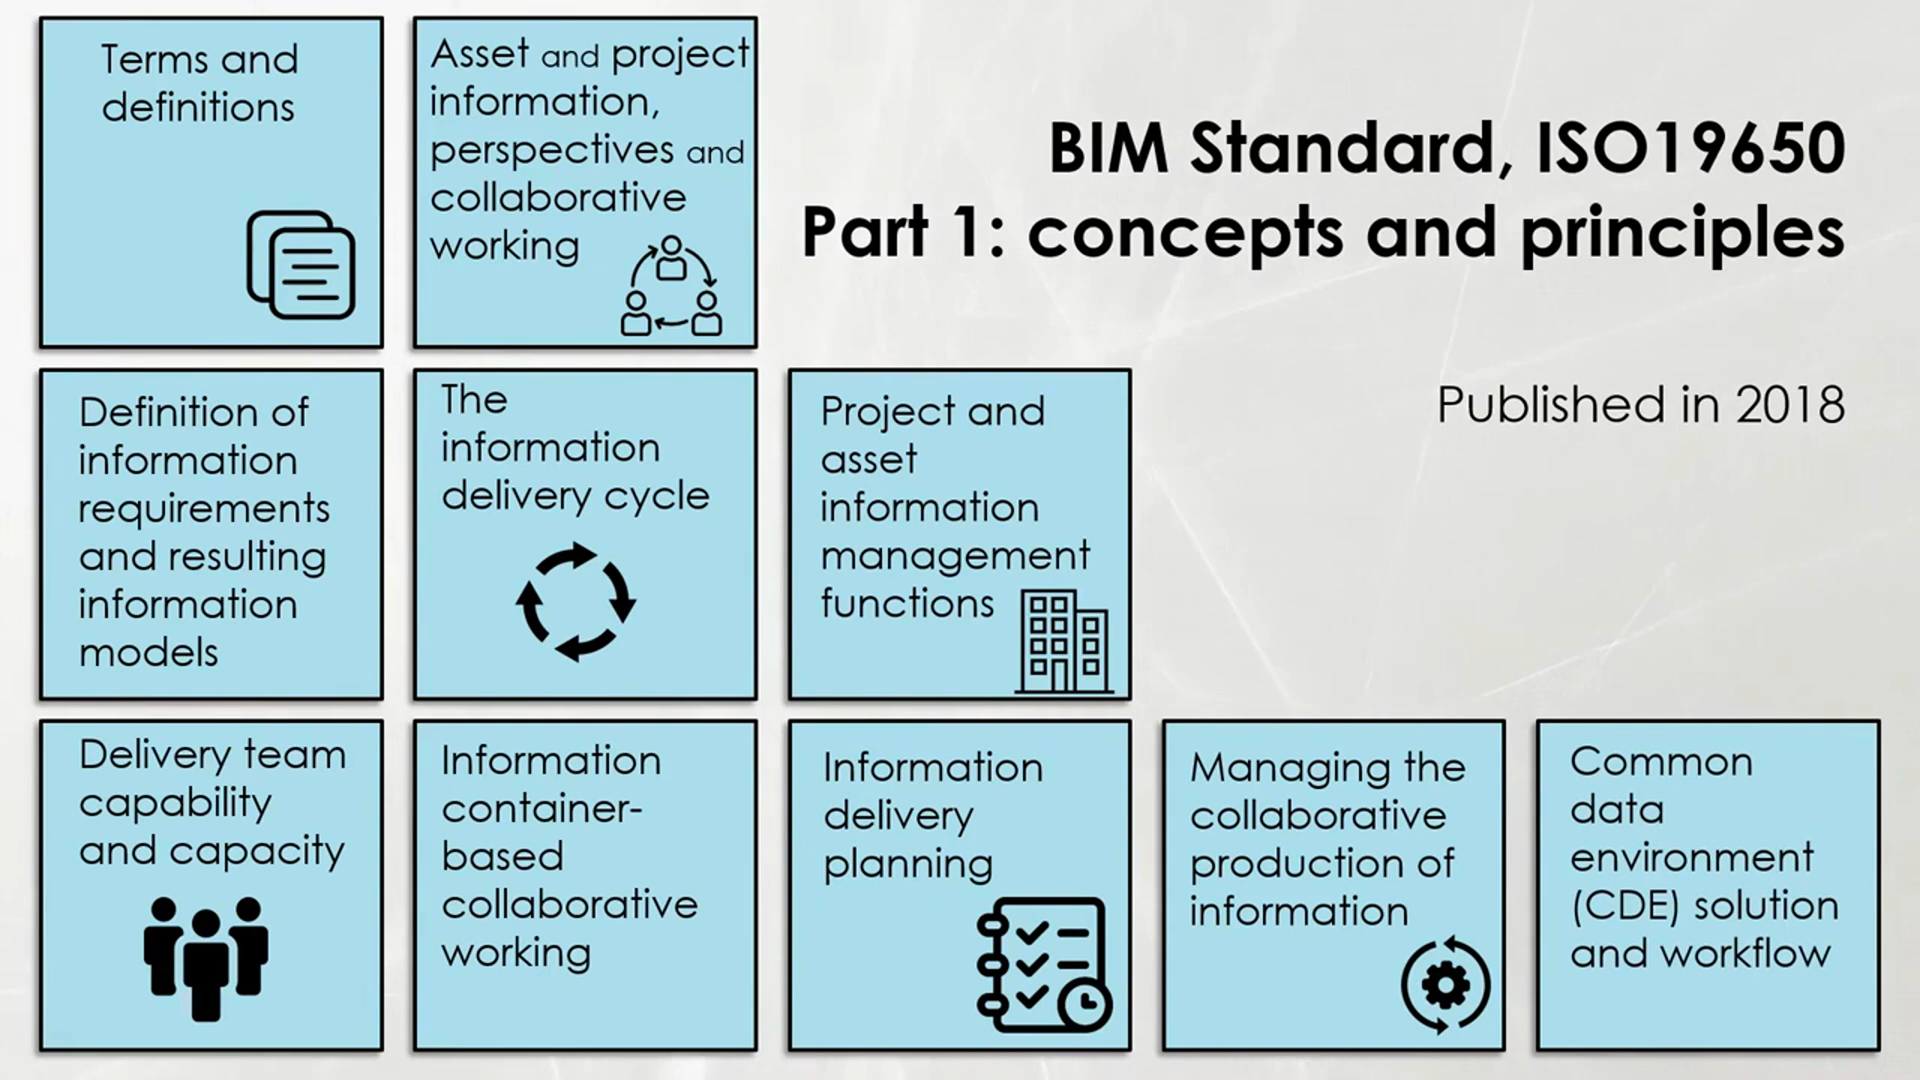 Terms and
definitions
Asset and project
information,
perspectives and
collaborative
working
BIM Standard, ISO19650
Part 1: concepts and principles
Published in 2018
Definition of
information
requirements
and resulting
information
models
The
information
delivery cycle
Project and
asset
information
management
functions
Delivery team
capability
and capacity
Information
container-
based
collaborative
working
Information
delivery
planning
Managing the
collaborative
production of
information
Common
data
environment
(CDE) solution
and workflow